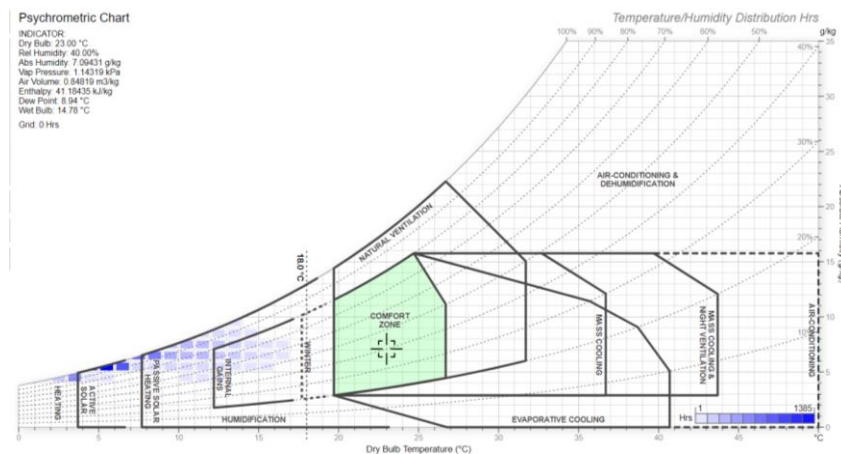 Psychrometric Chart
Temperature/Humidity Distribution Hrs
INDICATOR:
Dry Bulb: 23.00 °C
Rel Humidity: 40.00%
Abs Humidity: 7.09431 g/kg
Vap Pressure: 1.14319 kPa
Air Volume: 0.84819 m3/kg
Enthalpy: 41.18435 kJ/kg
Dew Point: 8.94 °C
Wet Bulb: 14.78 °C
Grid: 0 Hrs
100% 90% 80% 70% 60% 50%
g/kg
35
40%
30
30%
25
AIR-CONDITIONING &
DEHUMIDIFICATION
20
NATURAL VENTILATION
20%
15
18.0 °C
COMFORT
ZONE
10
10%
5
0
HEATING
ACTIVE
SOLAR
PASSIVE SOLAR
HEATING
INTERNAL
GAINS
WINTER
MASS COOLING
MASS COOLING &
NIGHT VENTILATION
AIR-CONDITIONING
HUMIDIFICATION
EVAPORATIVE COOLING
Hrs
1
1385
0 5 10 15 20 25 30 35 40 45 °C
Dry Bulb Temperature (°C)